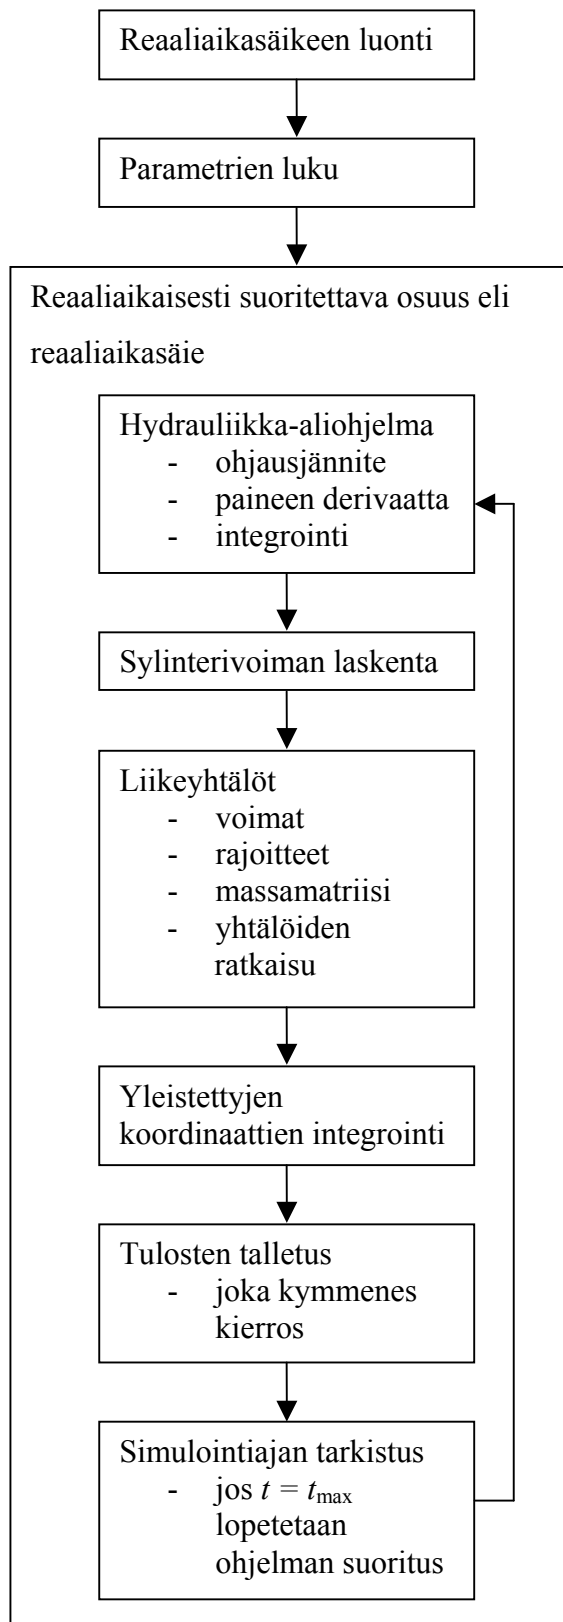 Reaaliaikasäikeen luonti
Parametrien luku
Reaaliaikaisesti suoritettava osuus eli
reaaliaikasäie
Hydrauliikka-aliohjelma
- ohjausjännite
- paineen derivaatta
- integrointi
Sylinterivoiman laskenta
Liikeyhtälöt
- voimat
- rajoitteet
- massamatriisi
- yhtälöiden
ratkaisu
Yleistettyjen
koordinaattien integrointi
Tulosten talletus
- joka kymmenes
kierros
Simulointiajan tarkistus
- jos t = tmax
lopetetaan
ohjelman suoritus